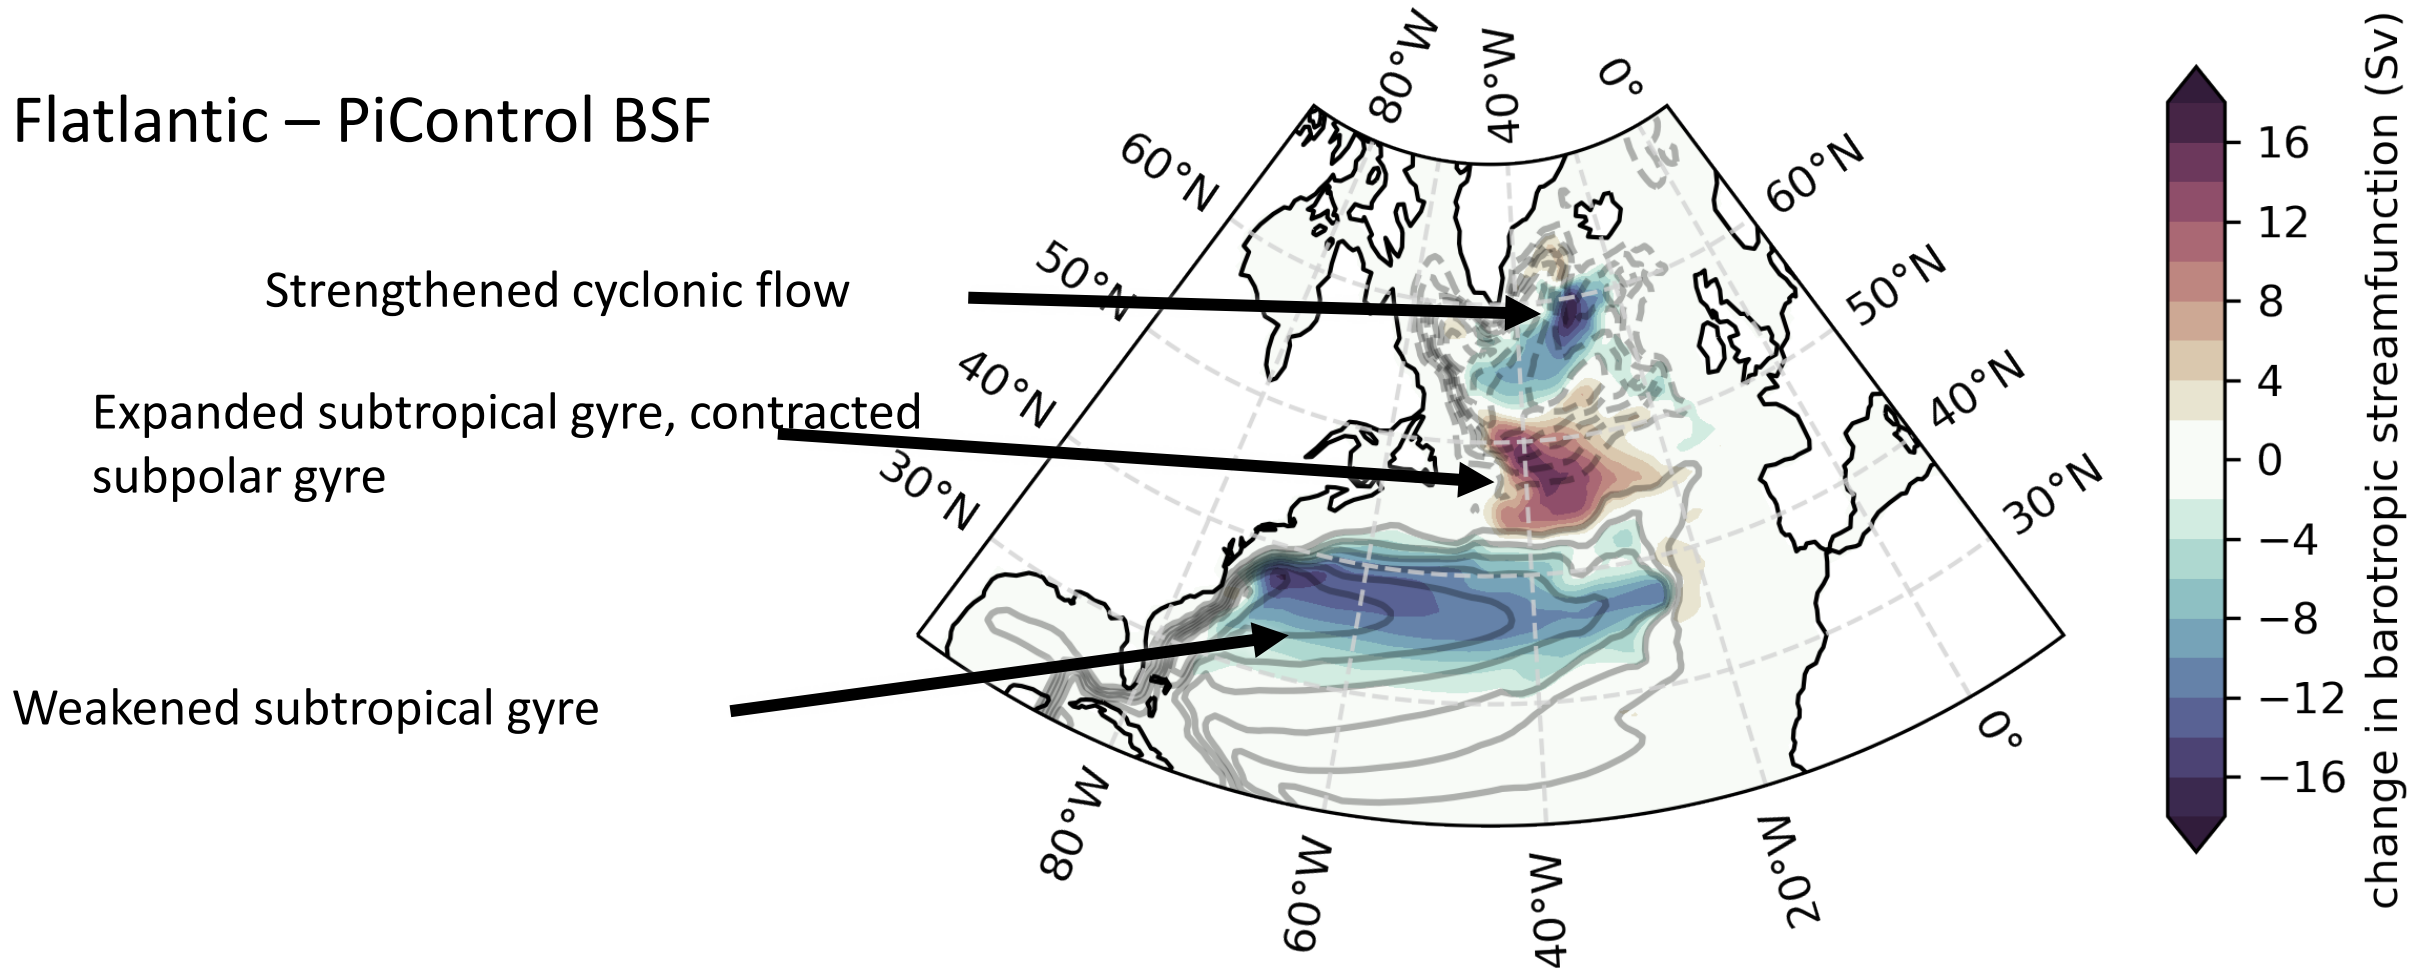 Flatlantic – PiControl BSF
Strengthened cyclonic flow
Expanded subtropical gyre, contracted
subpolar gyre
Weakened subtropical gyre
80°W
40°W
0°
60°N
50°N
40°N
30°N
60°N
50°N
40°N
30°N
0°
80°W
60°W
40°W
20°W
16
12
8
4
0
−4
−8
−12
−16
change in barotropic streamfunction (Sv)